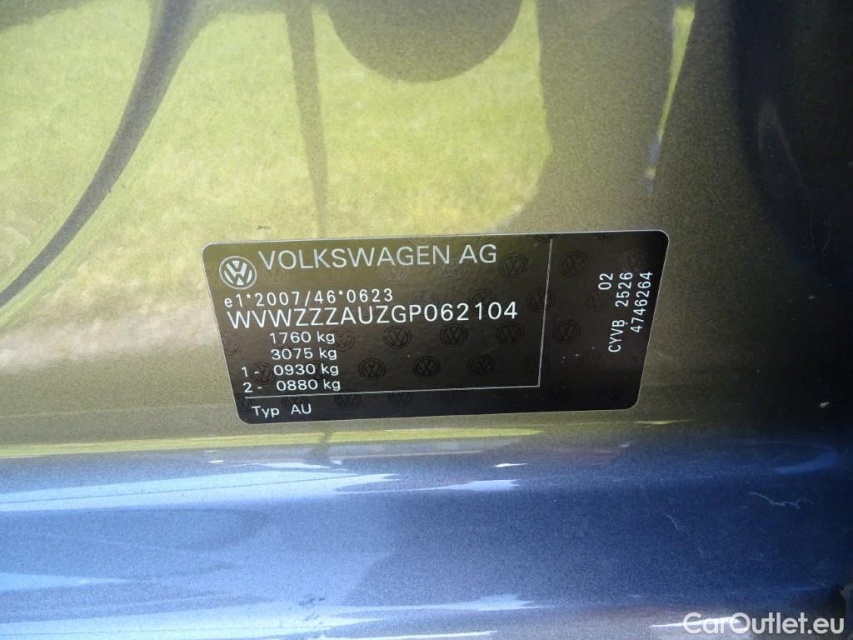 VOLKSWAGEN AG
e1*2007/46*0623
WVWZZZAUZGP062104
1760 kg
3075 kg
1 - 0930 kg
2 - 0880 kg
Typ AU
02
CYVB 2526
4746264
CarOutlet.eu